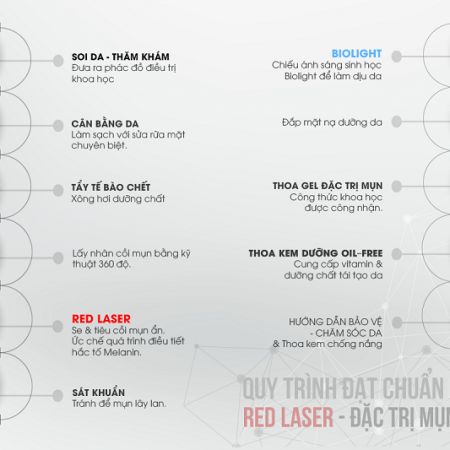 SOI DA - THĂM KHÁM
Đưa ra phác đồ điều trị
khoa học
CÂN BẰNG DA
Làm sạch với sữa rửa mặt
chuyên biệt.
TẨY TẾ BÀO CHẾT
Xông hơi dưỡng chất
Lấy nhân cồi mụn bằng kỹ
thuật 360 độ.
RED LASER
Se & tiêu cồi mụn ẩn.
Ức chế quá trình điều tiết
hắc tố Melanin.
SÁT KHUẨN
Tránh để mụn lây lan.
BIOLIGHT
Chiếu ánh sáng sinh học
Biolight để làm dịu da
Đắp mặt nạ dưỡng da
THOA GEL ĐẶC TRỊ MỤN
Công thức khoa học
được công nhận.
THOA KEM DƯỠNG OIL-FREE
Cung cấp vitamin &
dưỡng chất tái tạo da
HƯỚNG DẪN BẢO VỆ
- CHĂM SÓC DA
& Thoa kem chống nắng
QUY TRÌNH ĐẠT CHUẨN
RED LASER - ĐẶC TRỊ MỤN